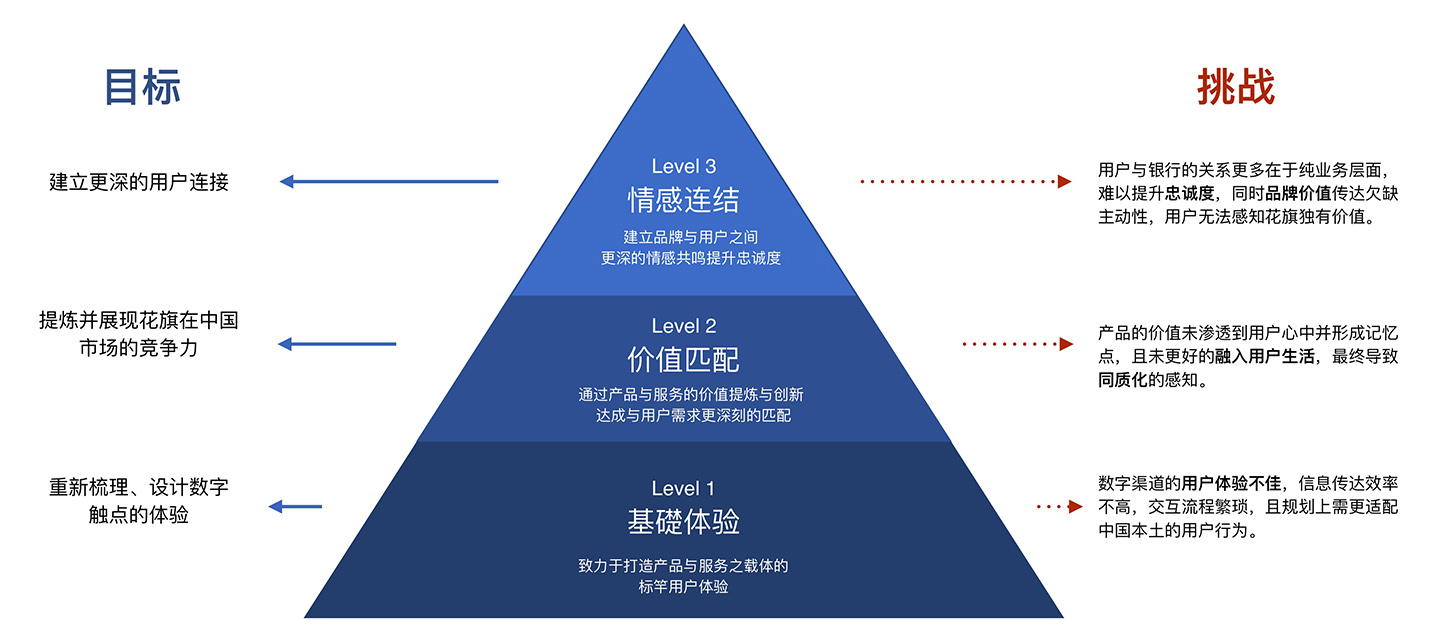 目标
挑战
Level 3
情感连结
建立品牌与用户之间
更深的情感共鸣提升忠诚度
建立更深的用户连接
用户与银行的关系更多在于纯业务层面，
难以提升忠诚度，同时品牌价值传达欠缺
主动性，用户无法感知花旗独有价值。
Level 2
价值匹配
通过产品与服务的价值提炼与创新
达成与用户需求更深刻的匹配
提炼并展现花旗在中国
市场的竞争力
产品的价值未渗透到用户心中并形成记忆
点，且未更好的融入用户生活，最终导致
同质化的感知。
Level 1
基礎体验
致力于打造产品与服务之载体的
标竿用户体验
重新梳理、设计数字
触点的体验
数字渠道的用户体验不佳，信息传达效率
不高，交互流程繁琐，且规划上需更适配
中国本土的用户行为。